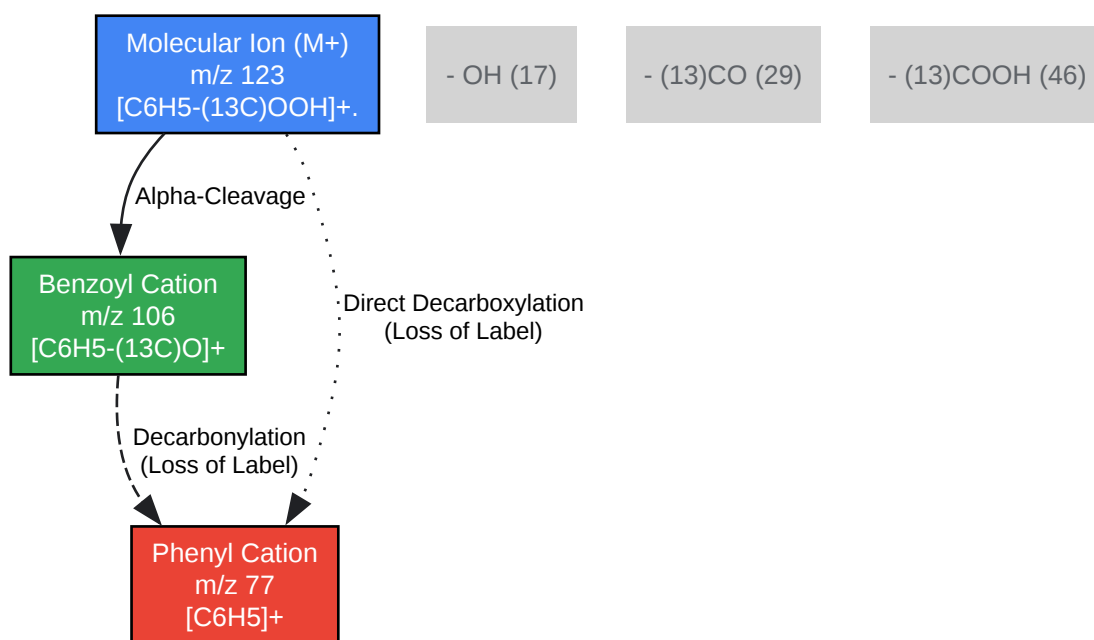 Molecular Ion (M+)
m/z 123
[C6H5-(13C)OOH]+.
- OH (17)
- (13)CO (29)
- (13)COOH (46)
Alpha-Cleavage
Benzoyl Cation
m/z 106
[C6H5-(13C)O]+
Direct Decarboxylation
(Loss of Label)
Decarbonylation
(Loss of Label)
Phenyl Cation
m/z 77
[C6H5]+